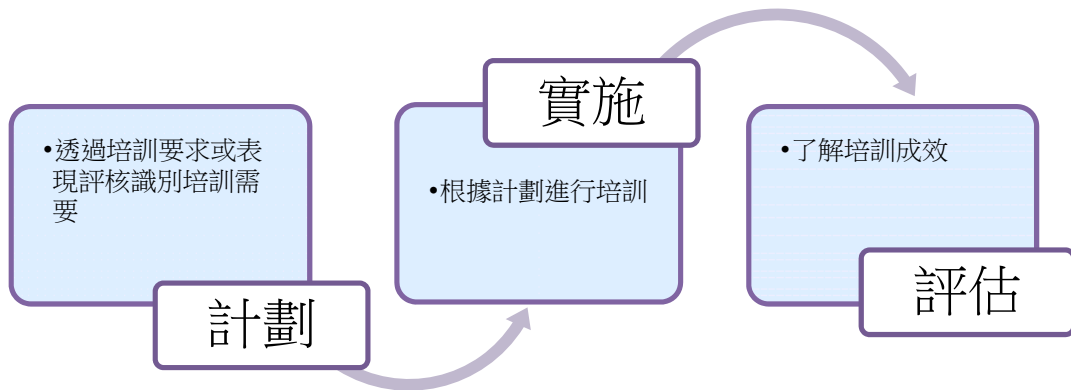 •透過培訓要求或表
現評核識別培訓需
要
計劃
實施
•根據計劃進行培訓
•了解培訓成效
評估